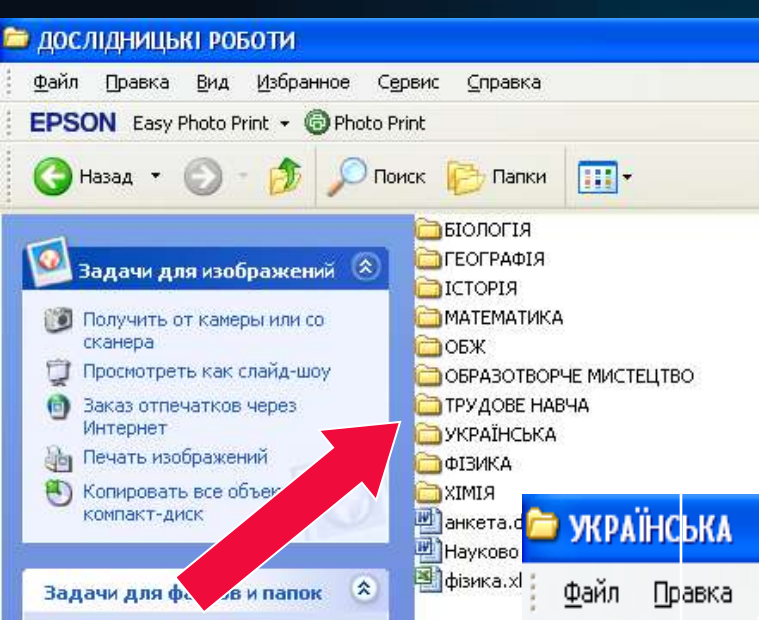 ДОСЛІДНИЦЬКІ РОБОТИ
Файл Правка Вид Избранное Сервис Справка
EPSON Easy Photo Print Photo Print
Назад Поиск Папки
Задачи для изображений
Получить от камеры или со
сканера
Просмотреть как слайд-шоу
Заказ отпечатков через
Интернет
Печать изображений
Копировать все
компакт-диск
Задачи для и папок
БІОЛОГІЯ
ГЕОГРАФІЯ
ІСТОРІЯ
МАТЕМАТИКА
ОБЖ
ОБРАЗОТВОРЧЕ МИСТЕЦТВО
ТРУДОВЕ НАВЧА
УКРАЇНСЬКА
ФІЗИКА
ХІМІЯ
анкета.
Науково
фізика.xl
УКРАЇНСЬКА
Файл Правка